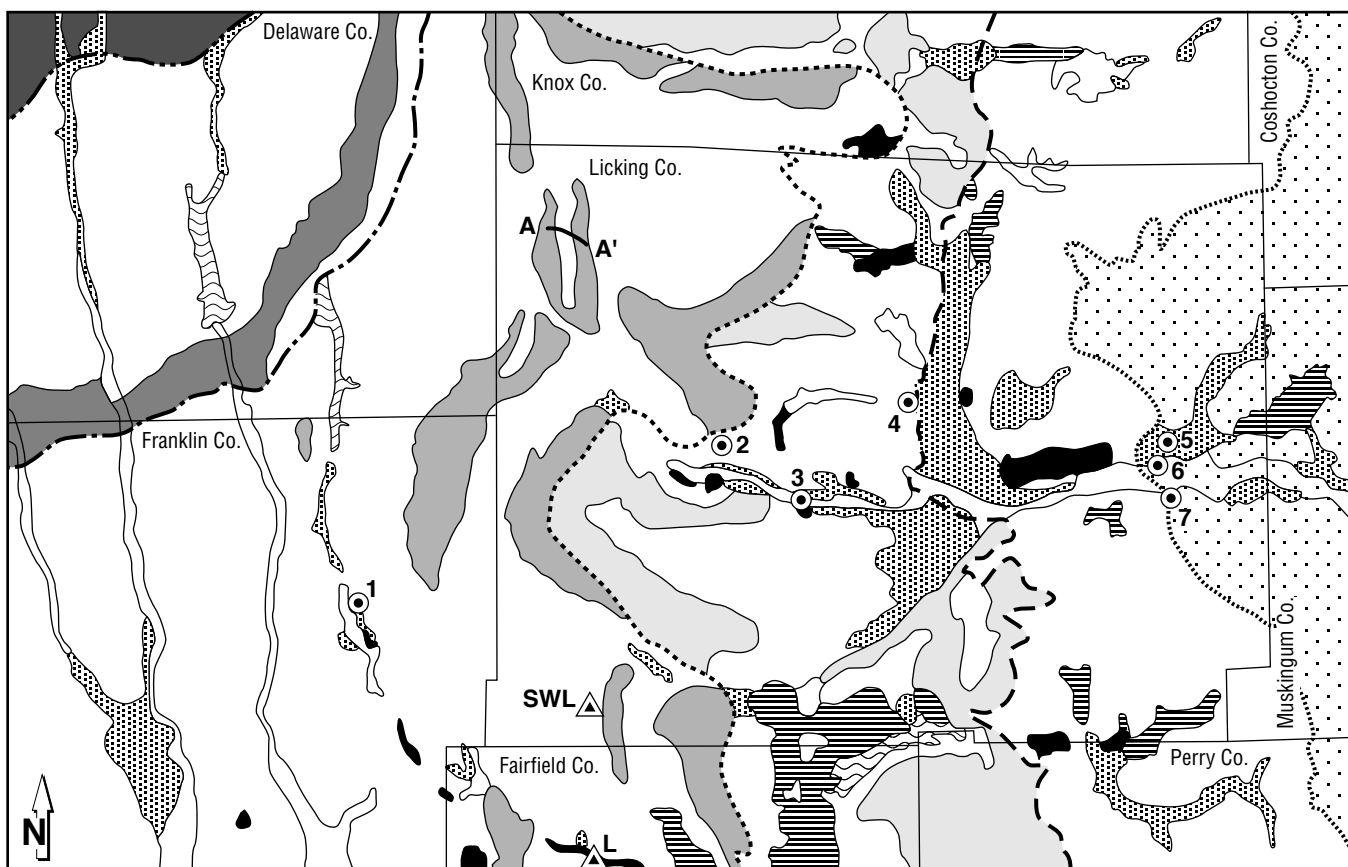 Delaware Co.
Knox Co.
Coshocton Co.
Licking Co.
A
A'
Franklin Co.
4
2
5
6
3
7
1
SWL
Muskingum Co.
Fairfield Co.
Perry Co.
N
L